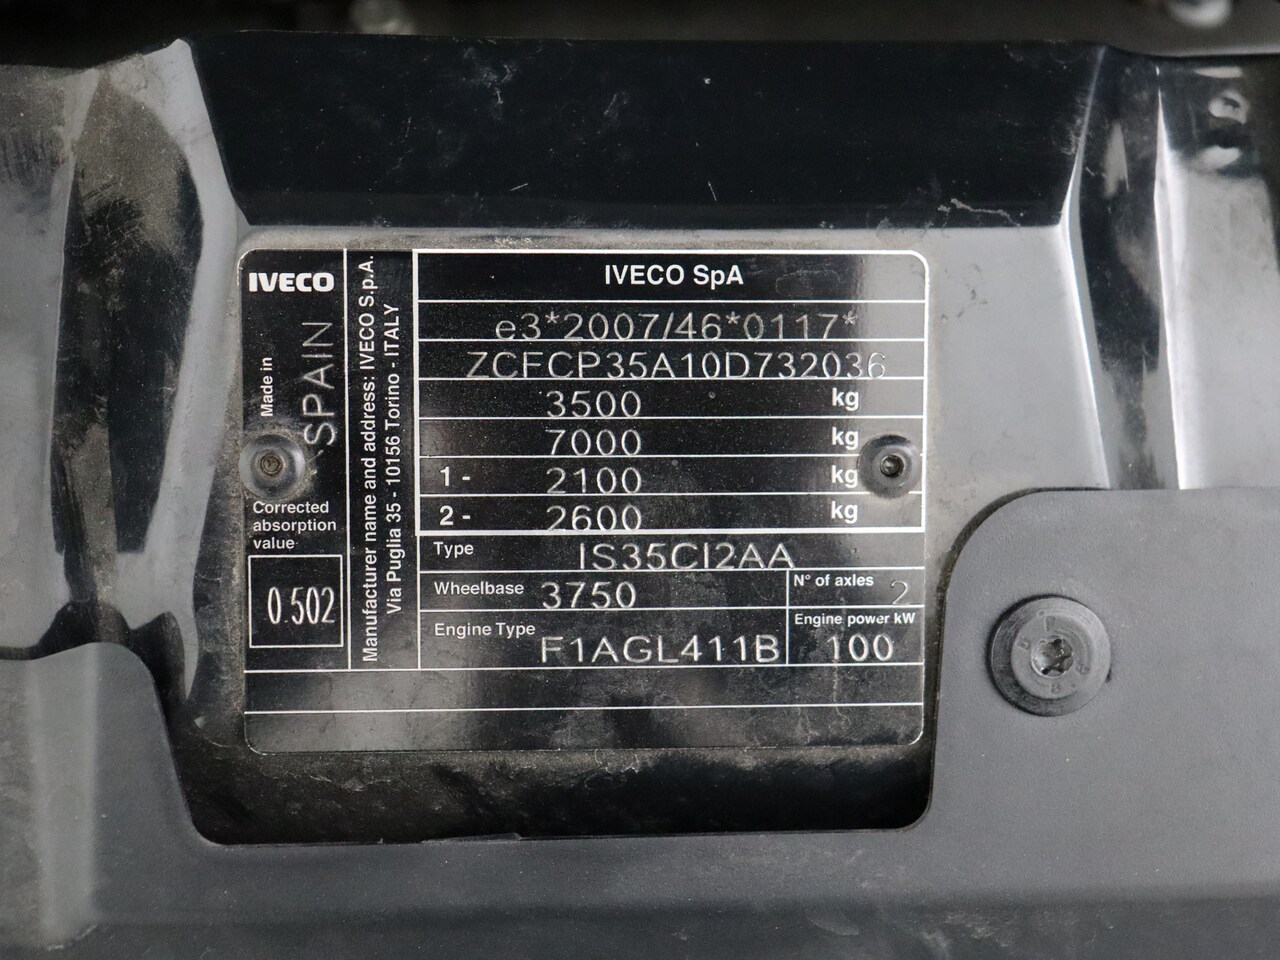 IVECO
Made in
SPAIN
Corrected
absorption
value
0.502
Manufacturer name and address: IVECO S.p.A.
Via Puglia 35 - 10156 Torino - ITALY
IVECO SpA
e3*2007/46*0117*
ZCFCP35A10D732036
3500 kg
7000 kg
1- 2100 kg
2- 2600 kg
Type IS35CI2AA
Wheelbase 3750 N° of axles 2
Engine Type F1AGL411B Engine power kW 100